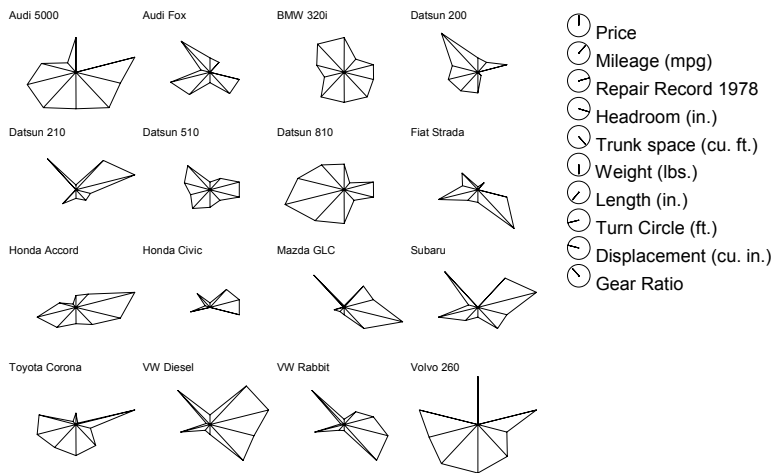 Audi 5000
Audi Fox
BMW 320i
Datsun 200
Datsun 210
Datsun 510
Datsun 810
Fiat Strada
Honda Accord
Honda Civic
Mazda GLC
Subaru
Toyota Corona
VW Diesel
VW Rabbit
Volvo 260
Price
Mileage (mpg)
Repair Record 1978
Headroom (in.)
Trunk space (cu. ft.)
Weight (lbs.)
Length (in.)
Turn Circle (ft.)
Displacement (cu. in.)
Gear Ratio